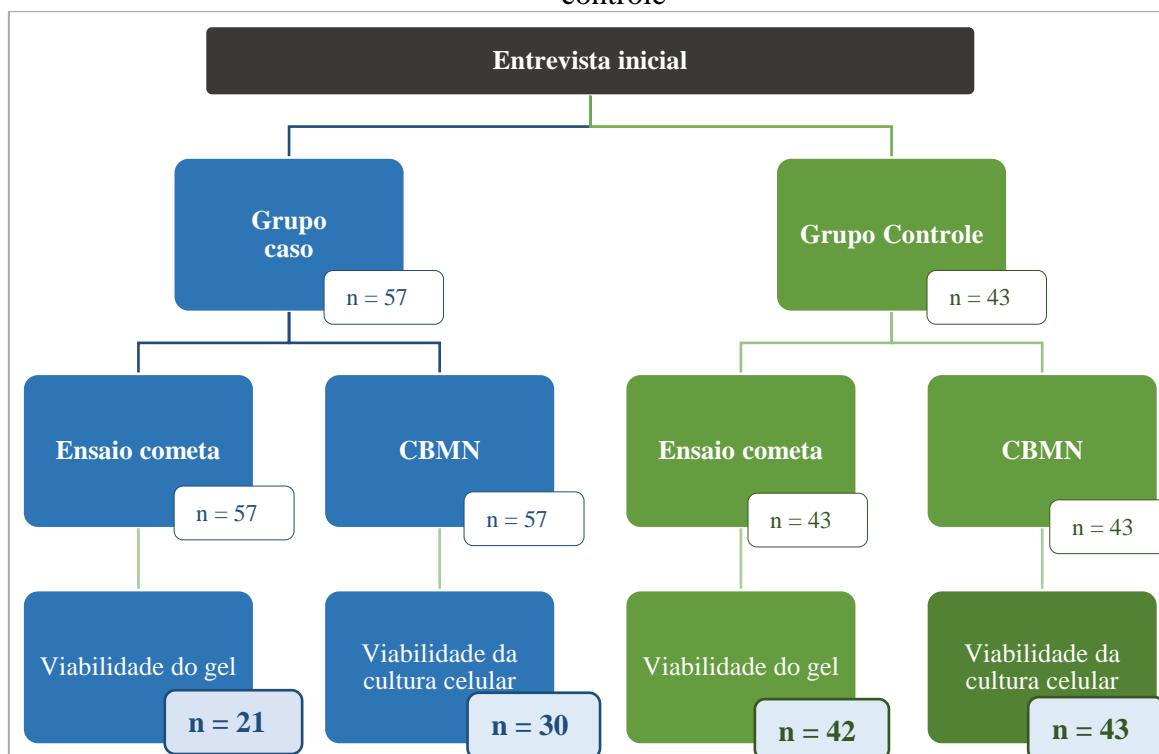 controle
Entrevista inicial
Grupo
caso
n = 57
Grupo Controle
n = 43
Ensaio cometa
n = 57
CBMN
n = 57
Ensaio cometa
n = 43
CBMN
n = 43
Viabilidade do gel
n = 21
Viabilidade da
cultura celular
n = 30
Viabilidade do gel
n = 42
Viabilidade da
cultura celular
n = 43